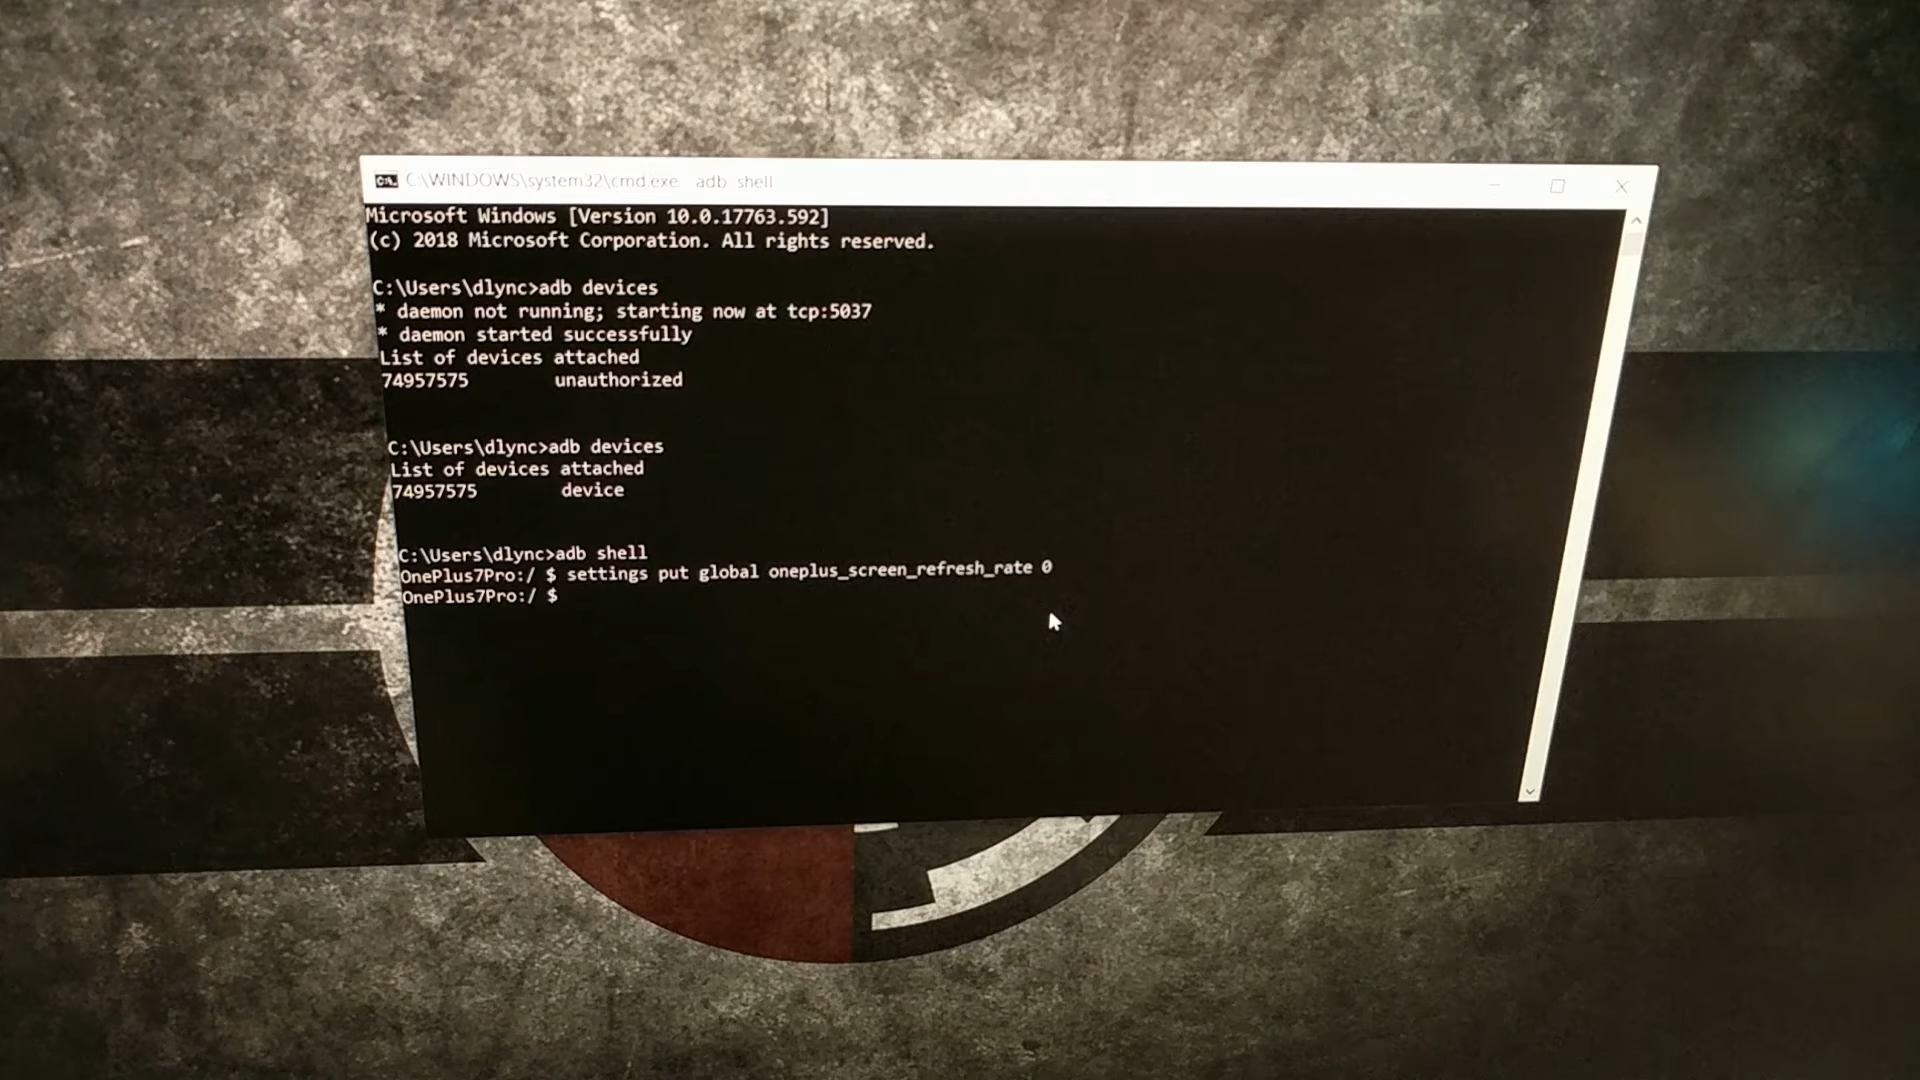 C:\WINDOWS\system32\cmd.exe adb shell
Microsoft Windows [Version 10.0.17763.592]
(c) 2018 Microsoft Corporation. All rights reserved.
C:\Users\dlync>adb devices
* daemon not running; starting now at tcp:5037
* daemon started successfully
List of devices attached
74957575 unauthorized
C:\Users\dlync>adb devices
List of devices attached
74957575 device
C:\Users\dlync>adb shell
OnePlus7Pro:/ $ settings put global oneplus_screen_refresh_rate 0
OnePlus7Pro:/ $